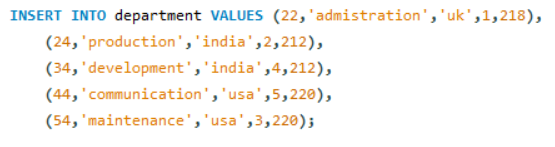 INSERT INTO department VALUES (22,'admistration','uk',1,218),
(24,'production','india',2,212),
(34,'development','india',4,212),
(44,'communication','usa',5,220),
(54,'maintenance','usa',3,220);